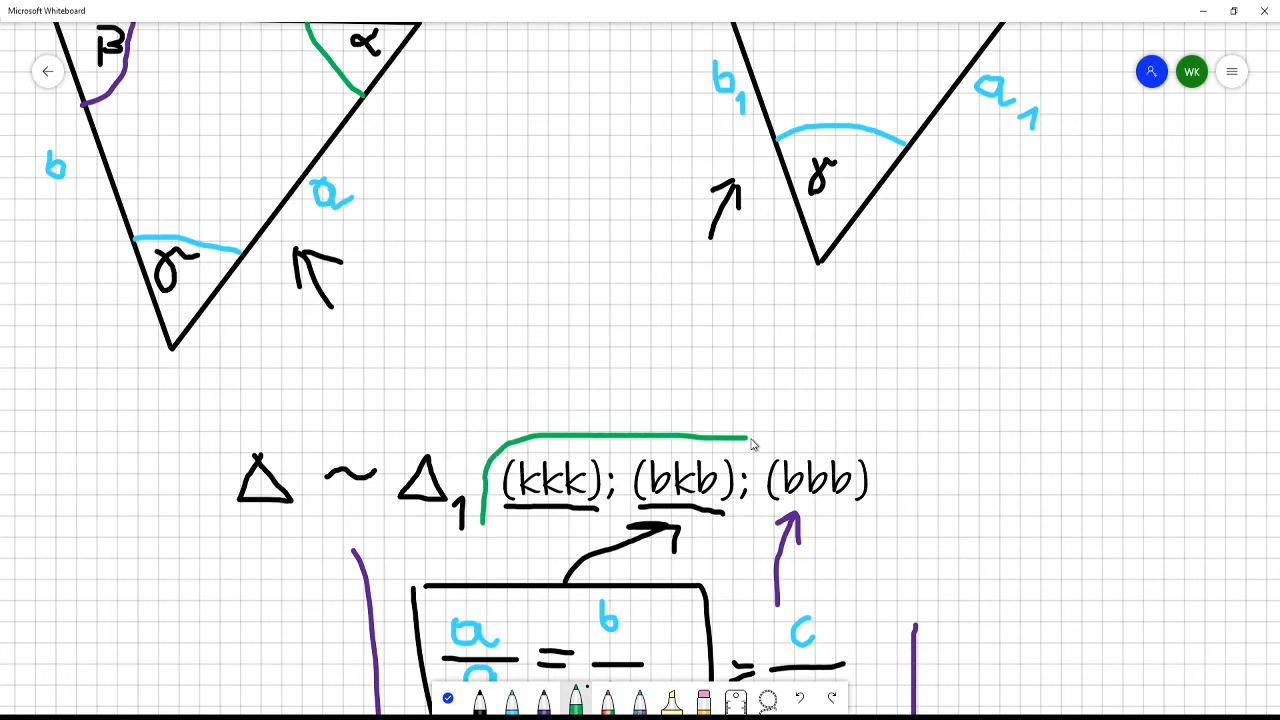 Microsoft Whiteboard
β α
b₁ a₁
WK
b a
γ γ
Δ ~ Δ₁ (kkk); (bkb); (bbb)
a = b = c